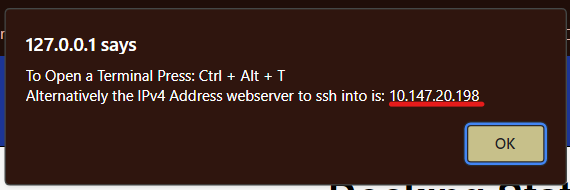 127.0.0.1 says
To Open a Terminal Press: Ctrl + Alt + T
Alternatively the IPv4 Address webserver to ssh into is: 10.147.20.198
OK